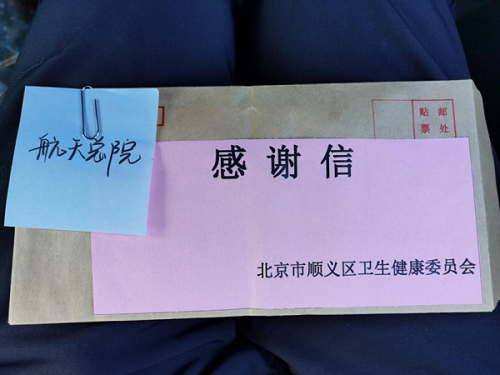 航天总院
贴 邮
票 处
感谢信
北京市顺义区卫生健康委员会